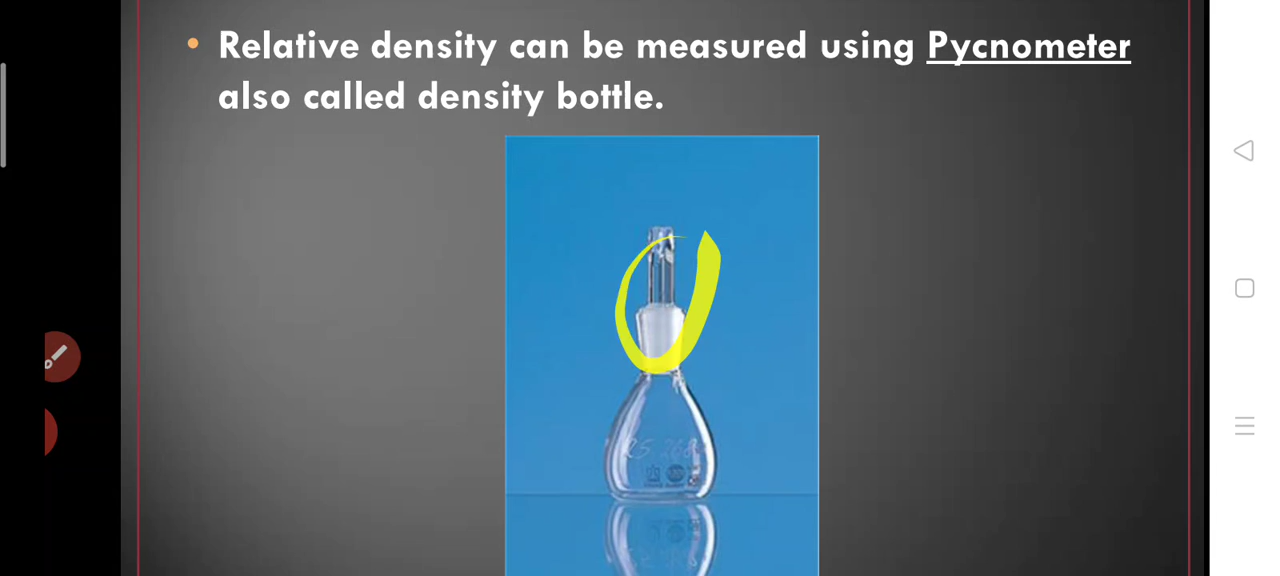 Relative density can be measured using Pycnometer
also called density bottle.